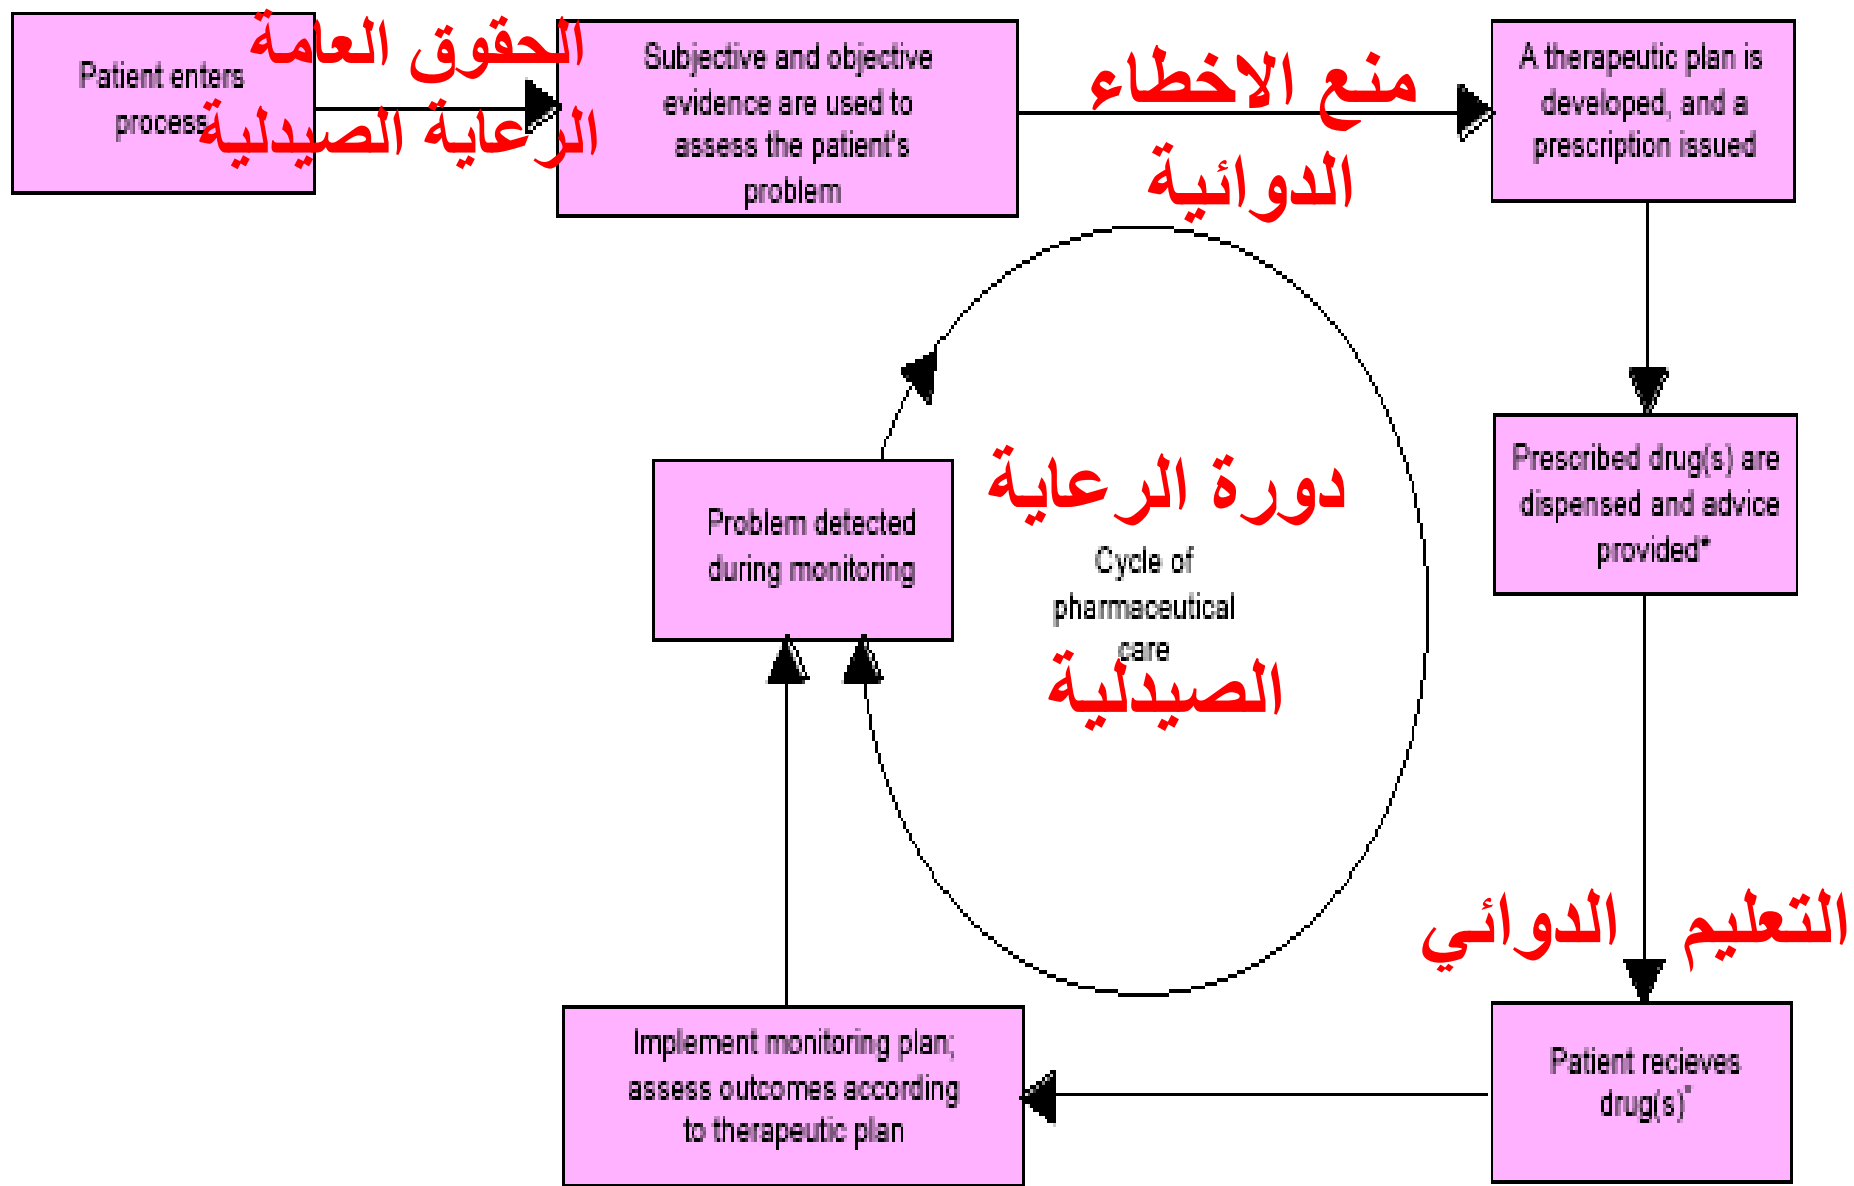 Patient enters
process
الحقوق العامة
الرعاية الصيدلية
Subjective and objective
evidence are used to
assess the patient's
problem
منع الاخطاء
الدوائية
A therapeutic plan is
developed, and a
prescription issued
Prescribed drug(s) are
dispensed and advice
provided*
Problem detected
during monitoring
دورة الرعاية
Cycle of
pharmaceutical
care
الصيدلية
التعليم الدوائي
Implement monitoring plan;
assess outcomes according
to therapeutic plan
Patient recieves
drug(s)*